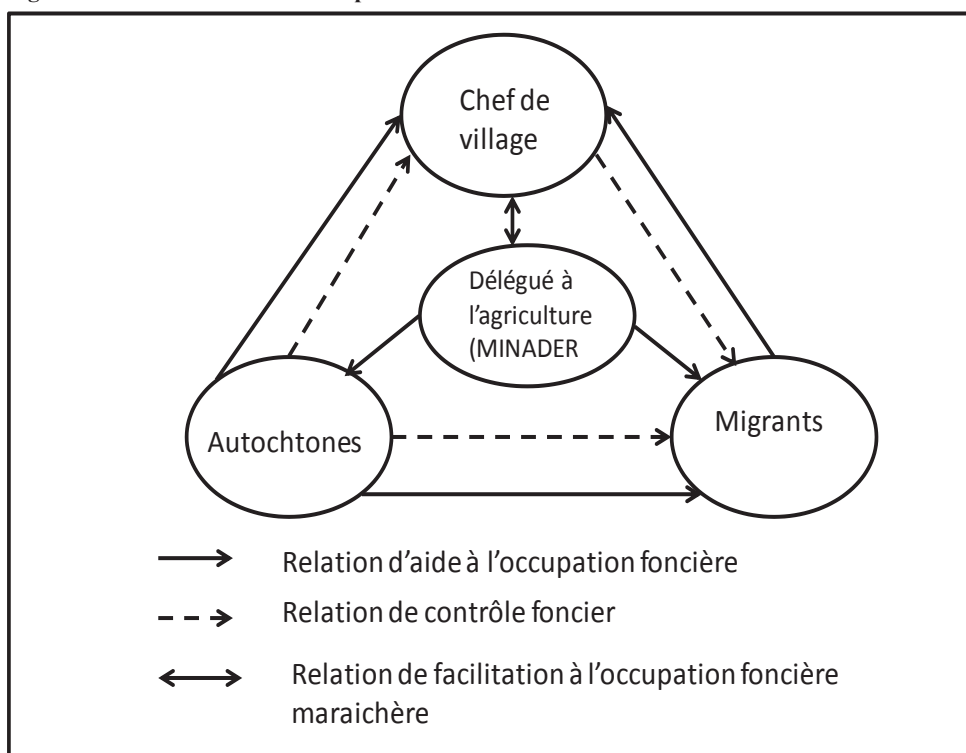 Chef de
village
Délégué à
l'agriculture
(MINADER
Autochtones
Migrants
Relation d'aide à l'occupation foncière
Relation de contrôle foncier
Relation de facilitation à l'occupation foncière
maraichère